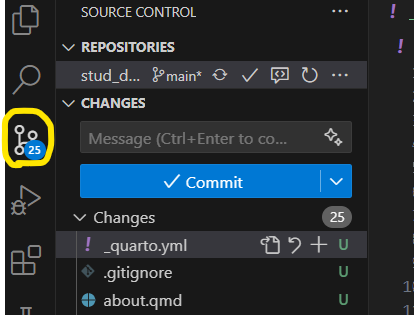 SOURCE CONTROL
REPOSITORIES
stud_d... main*
CHANGES
Message (Ctrl+Enter to co...
25
Commit
Changes 25
! _quarto.yml U
.gitignore U
about.qmd U